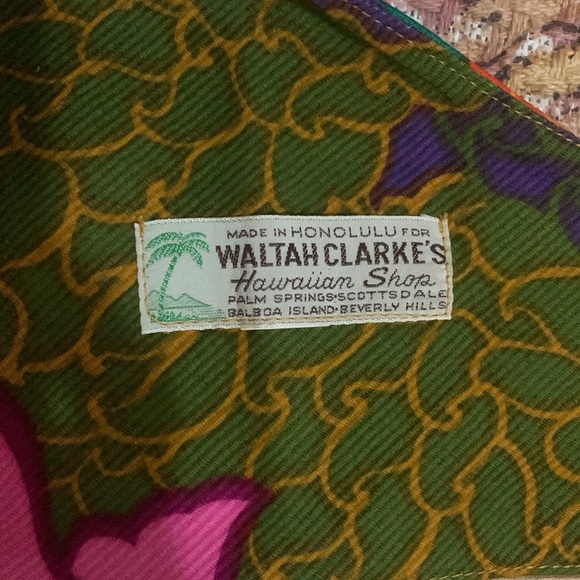 MADE IN HONOLULU FOR
WALTAH CLARKE'S
Hawaiian Shop
PALM SPRINGS•SCOTTSDALE
BALBOA ISLAND•BEVERLY HILLS